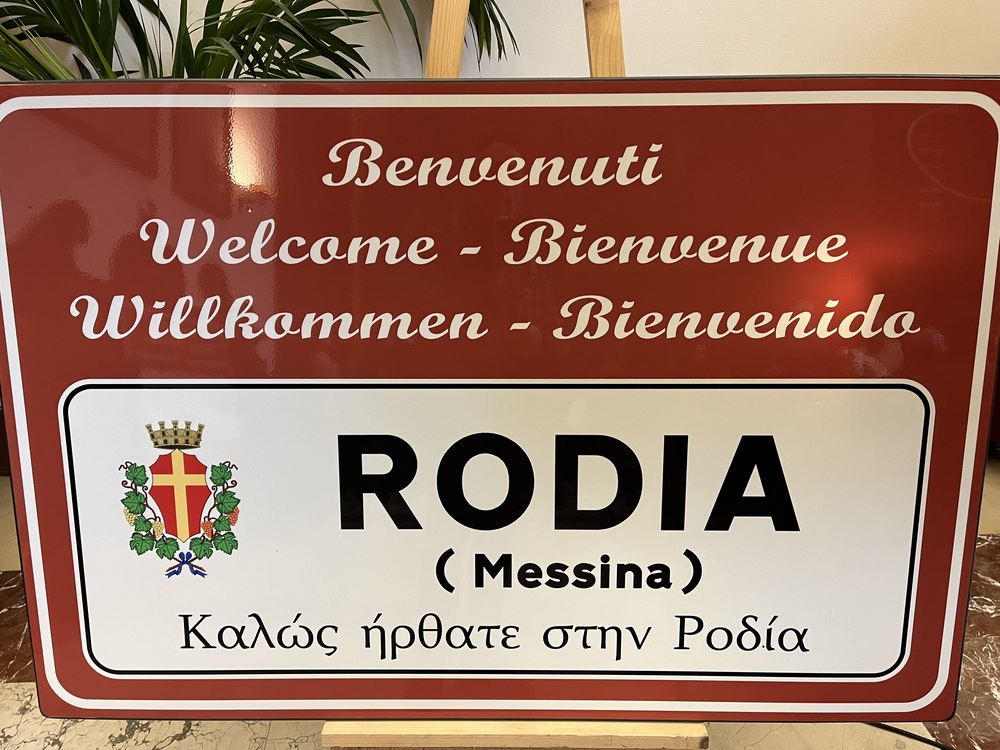 Benvenuti
Welcome - Bienvenue
Willkommen - Bienvenido
RODIA
(Messina)
Καλώς ήρθατε στην Ροδία